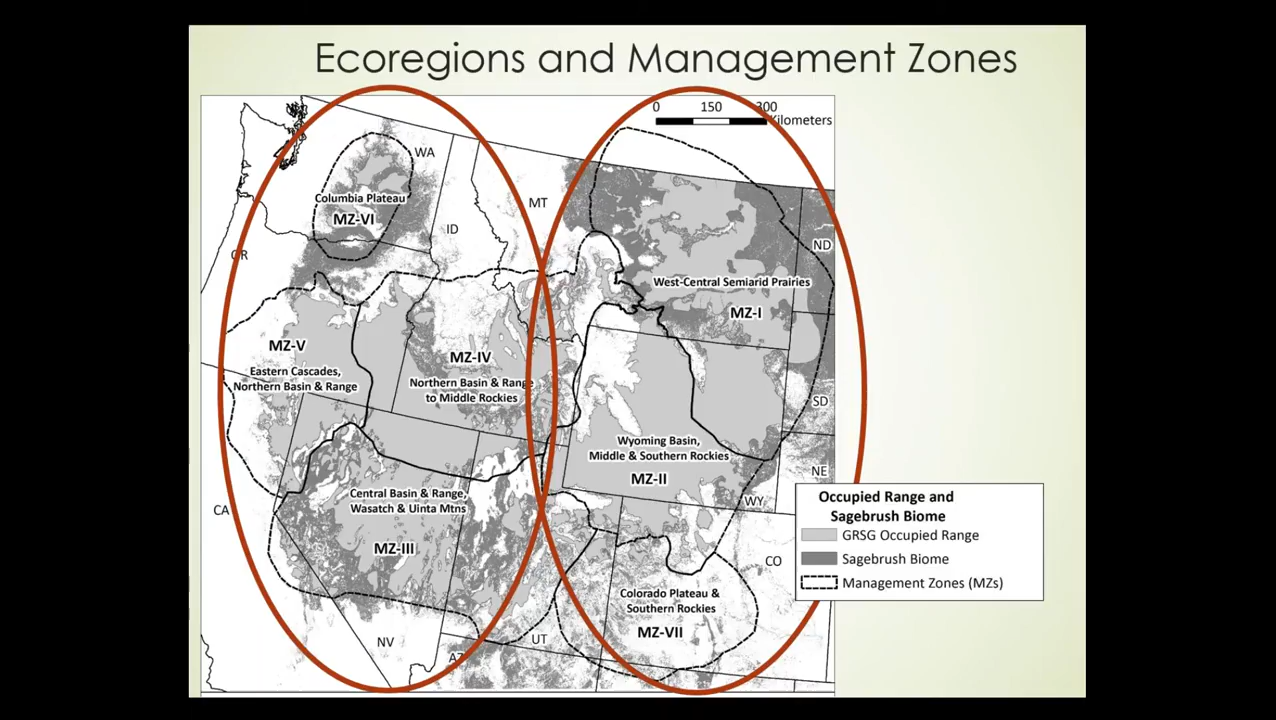 Ecoregions and Management Zones
0 150 300
Kilometers
WA
Columbia Plateau
MZ-VI
MT
ID
OR
ND
West-Central Semiarid Prairies
MZ-I
MZ-V
Eastern Cascades,
Northern Basin & Range
MZ-IV
Northern Basin & Range
to Middle Rockies
SD
Wyoming Basin,
Middle & Southern Rockies
MZ-II
NE
WY
Central Basin & Range,
Wasatch & Uinta Mtns
MZ-III
CA
CO
Colorado Plateau &
Southern Rockies
MZ-VII
NV
UT
AZ
Occupied Range and
Sagebrush Biome
GRSG Occupied Range
Sagebrush Biome
Management Zones (MZs)